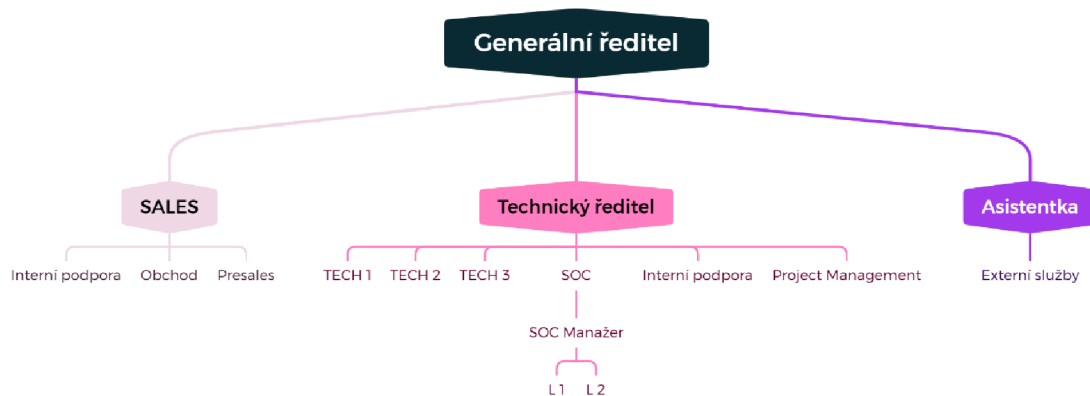 Generální ředitel
SALES
Technický ředitel
Asistentka
Interní podpora
Obchod
Presales
TECH 1
TECH 2
TECH 3
SOC
Interní podpora
Project Management
Externí služby
SOC Manažer
L 1
L 2